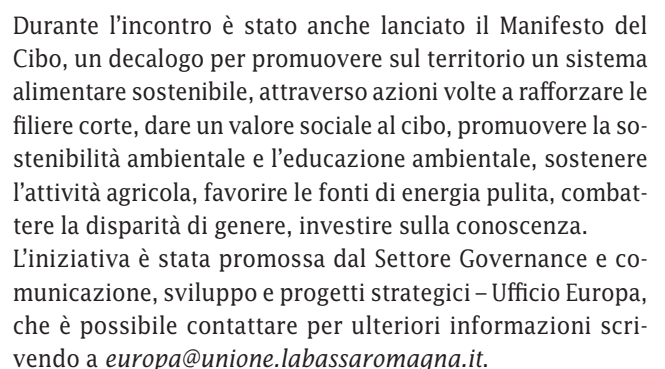 Durante l’incontro è stato anche lanciato il Manifesto del
Cibo, un decalogo per promuovere sul territorio un sistema
alimentare sostenibile, attraverso azioni volte a rafforzare le
filiere corte, dare un valore sociale al cibo, promuovere la so-
stenibilità ambientale e l’educazione ambientale, sostenere
l’attività agricola, favorire le fonti di energia pulita, combat-
tere la disparità di genere, investire sulla conoscenza.
L’iniziativa è stata promossa dal Settore Governance e co-
municazione, sviluppo e progetti strategici – Ufficio Europa,
che è possibile contattare per ulteriori informazioni scri-
vendo a europa@unione.labassaromagna.it.